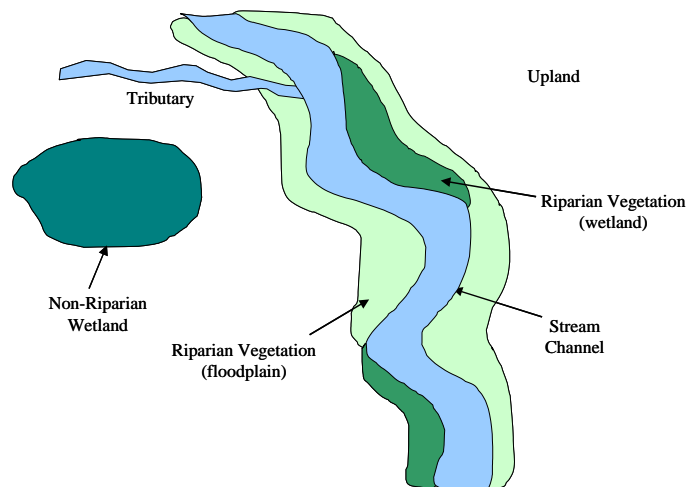 Upland
Tributary
Riparian Vegetation
(wetland)
Non-Riparian
Wetland
Stream
Channel
Riparian Vegetation
(floodplain)